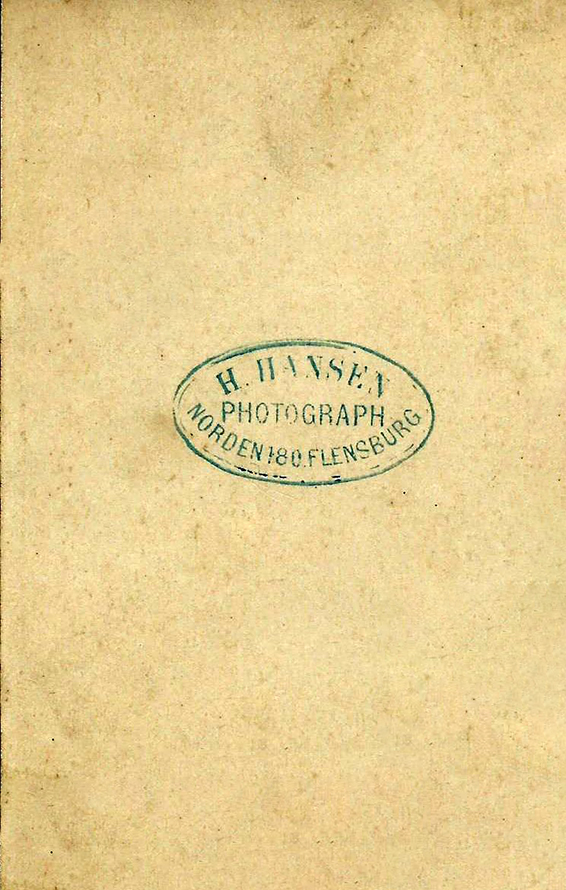 H. HANSEN
PHOTOGRAPH
NORDEN 180. FLENSBURG